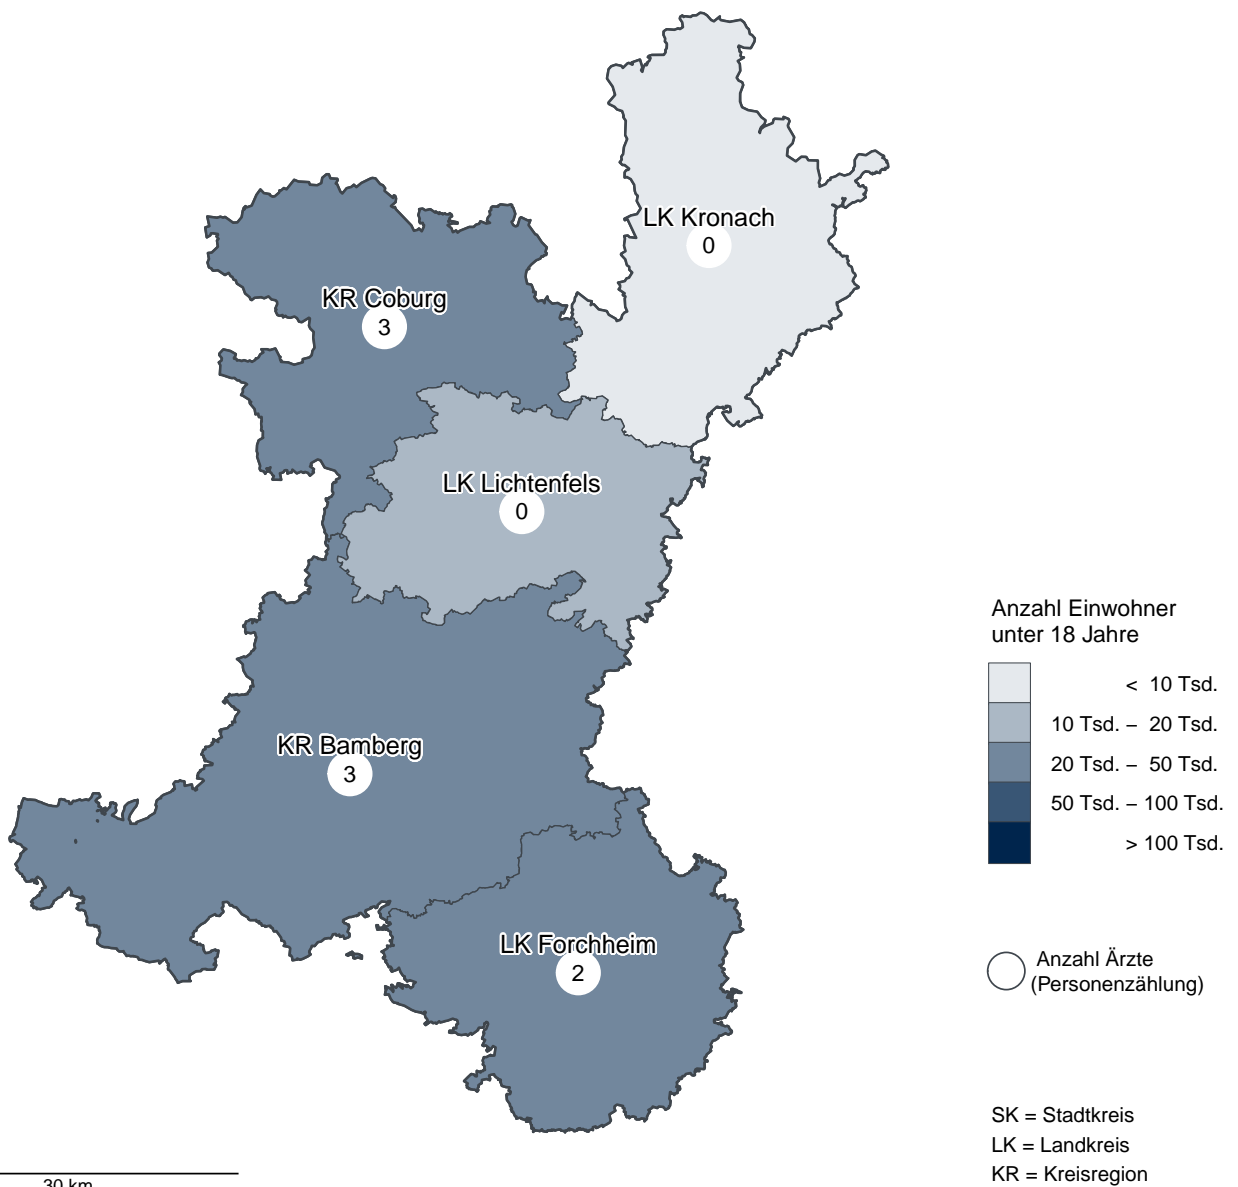 LK Kronach
0
KR Coburg
3
LK Lichtenfels
0
KR Bamberg
3
LK Forchheim
2
Anzahl Einwohner
unter 18 Jahre
< 10 Tsd.
10 Tsd. – 20 Tsd.
20 Tsd. – 50 Tsd.
50 Tsd. – 100 Tsd.
> 100 Tsd.
Anzahl Ärzte
(Personenzählung)
SK = Stadtkreis
LK = Landkreis
KR = Kreisregion
30 km